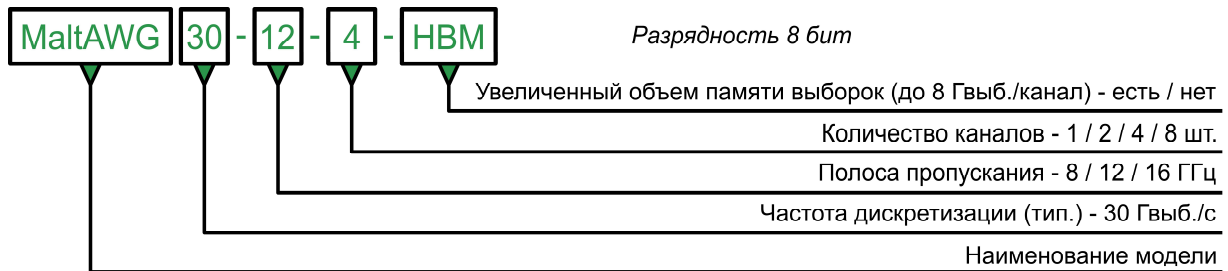 MaltAWG 30 - 12 - 4 - HBM
Разрядность 8 бит
Увеличенный объем памяти выборок (до 8 Гвыб./канал) - есть / нет
Количество каналов - 1 / 2 / 4 / 8 шт.
Полоса пропускания - 8 / 12 / 16 ГГц
Частота дискретизации (тип.) - 30 Гвыб./с
Наименование модели